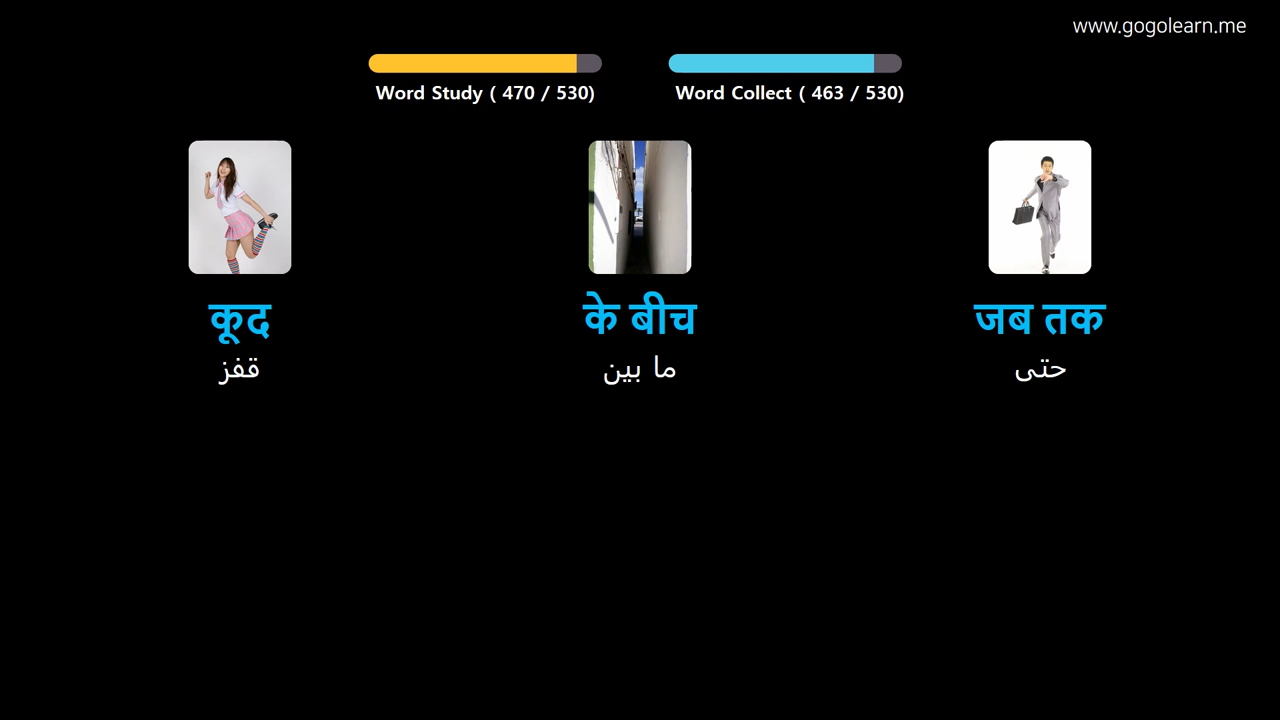 www.gogolearn.me
Word Study ( 470 / 530)
Word Collect ( 463 / 530)
कूद
के बीच
जब तक
قفز
ما بين
حتى